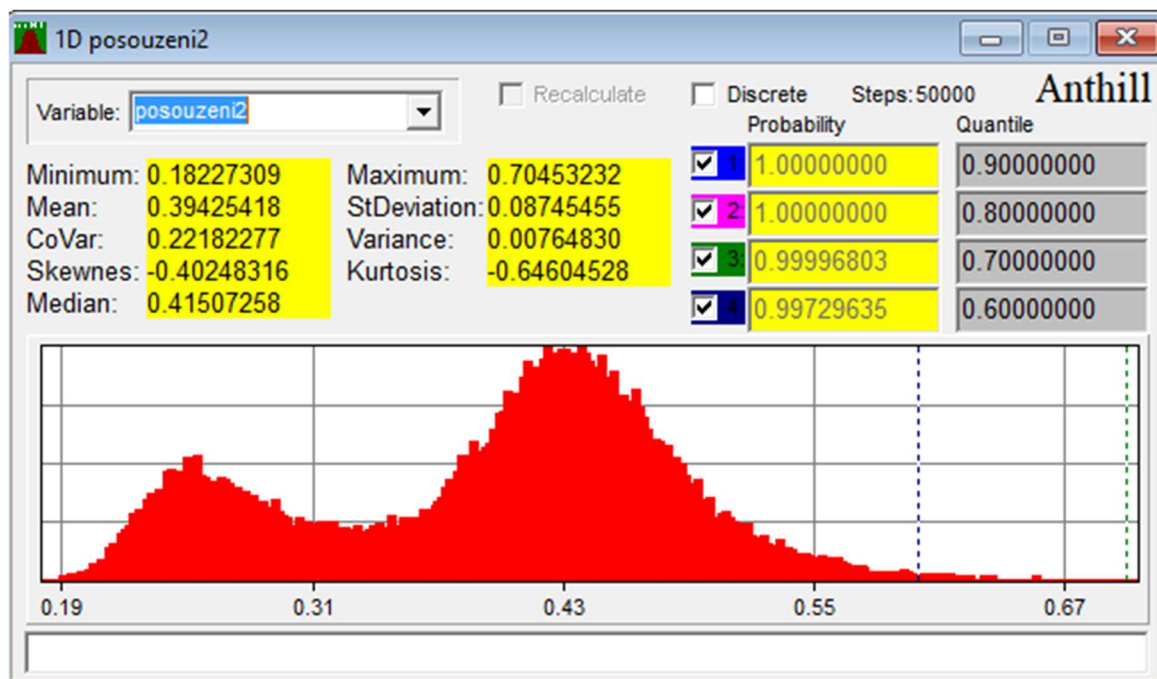 1D posouzeni2
Variable: posouzeni2
Recalculate
Discrete Steps: 50000 Anthill
Probability Quantile
Minimum: 0.18227309 Maximum: 0.70453232 1 1.00000000 0.90000000
Mean: 0.39425418 StDeviation: 0.08745455 2: 1.00000000 0.80000000
CoVar: 0.22182277 Variance: 0.00764830 3: 0.99996803 0.70000000
Skewnes: -0.40248316 Kurtosis: -0.64604528 4 0.99729635 0.60000000
Median: 0.41507258
0.19 0.31 0.43 0.55 0.67